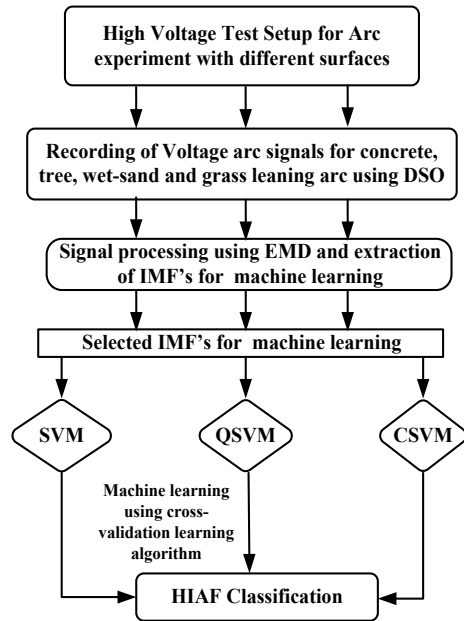 High Voltage Test Setup for Arc
experiment with different surfaces
Recording of Voltage arc signals for concrete,
tree, wet-sand and grass leaning arc using DSO
Signal processing using EMD and extraction
of IMF's for machine learning
Selected IMF's for machine learning
SVM
QSVM
CSVM
Machine learning
using cross-
validation learning
algorithm
HIAF Classification